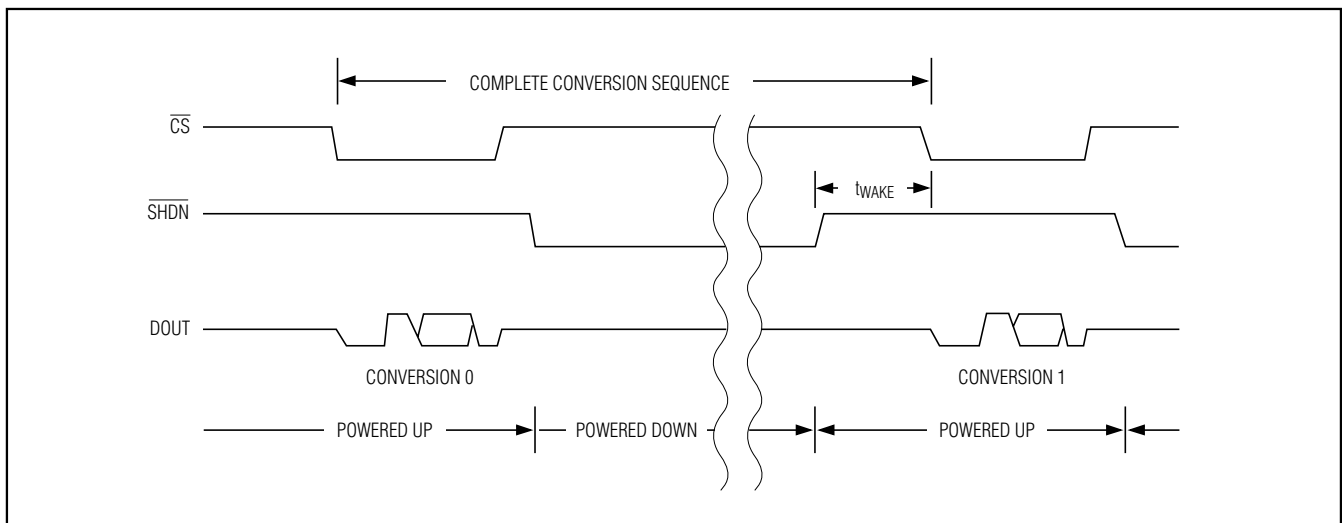 COMPLETE CONVERSION SEQUENCE
CS
tWAKE
SHDN
DOUT
CONVERSION 0
CONVERSION 1
POWERED UP
POWERED DOWN
POWERED UP